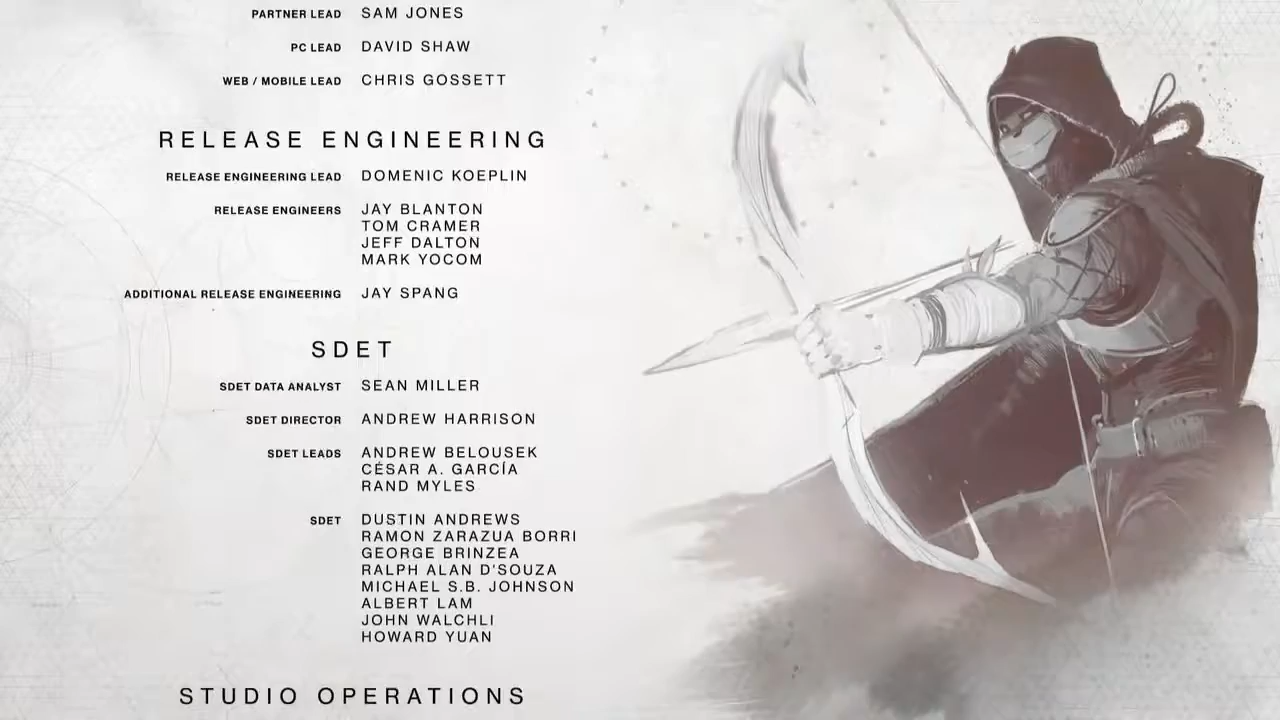 PARTNER LEAD SAM JONES
PC LEAD DAVID SHAW
WEB / MOBILE LEAD CHRIS GOSSETT
RELEASE ENGINEERING
RELEASE ENGINEERING LEAD DOMENIC KOEPLIN
RELEASE ENGINEERS JAY BLANTON
TOM CRAMER
JEFF DALTON
MARK YOCOM
ADDITIONAL RELEASE ENGINEERING JAY SPANG
SDET
SDET DATA ANALYST SEAN MILLER
SDET DIRECTOR ANDREW HARRISON
SDET LEADS ANDREW BELOUSEK
CÉSAR A. GARCÍA
RAND MYLES
SDET DUSTIN ANDREWS
RAMON ZARAZUA BORRI
GEORGE BRINZEA
RALPH ALAN D'SOUZA
MICHAEL S.B. JOHNSON
ALBERT LAM
JOHN WALCHLI
HOWARD YUAN
STUDIO OPERATIONS